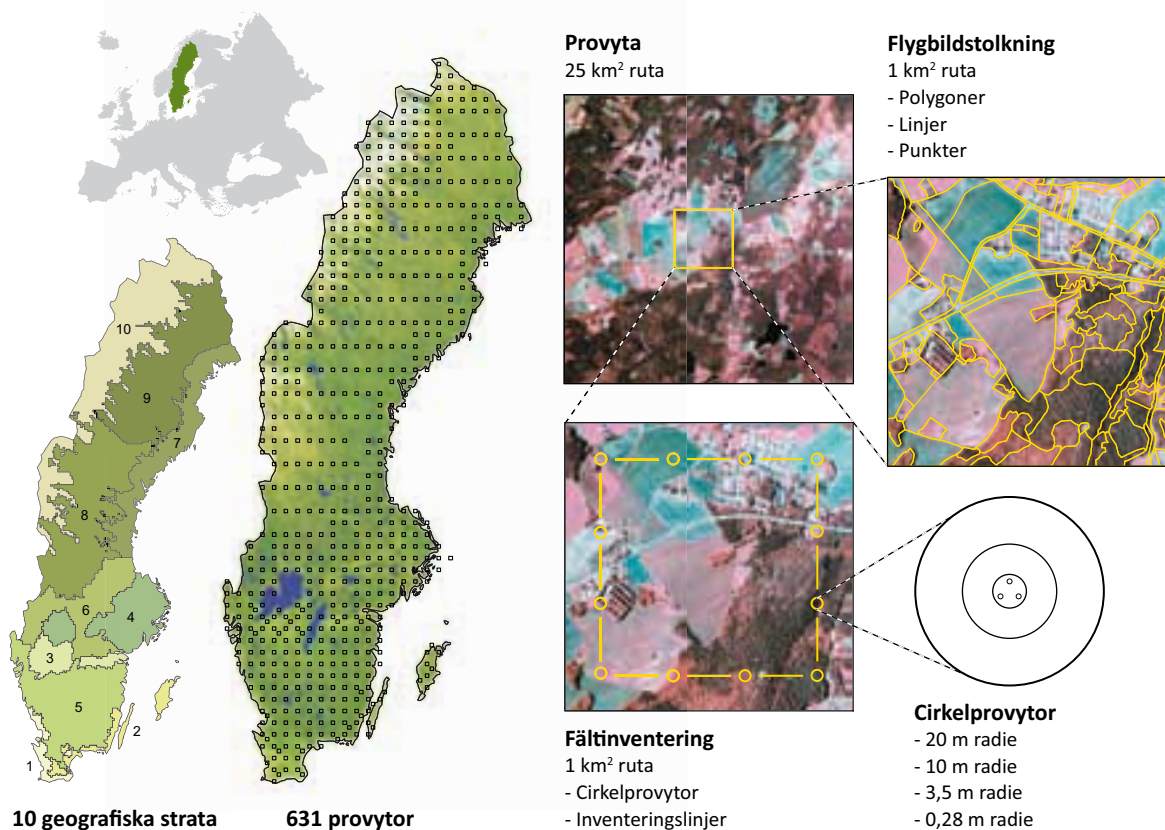 Provyta
25 km² ruta
Flygbildstolkning
1 km² ruta
- Polygoner
- Linjer
- Punkter
10
9
7
8
6
4
3
5
2
1
10 geografiska strata
631 provytor
Fältinventering
1 km² ruta
- Cirkelprovytor
- Inventeringslinjer
Cirkelprovytor
- 20 m radie
- 10 m radie
- 3,5 m radie
- 0,28 m radie